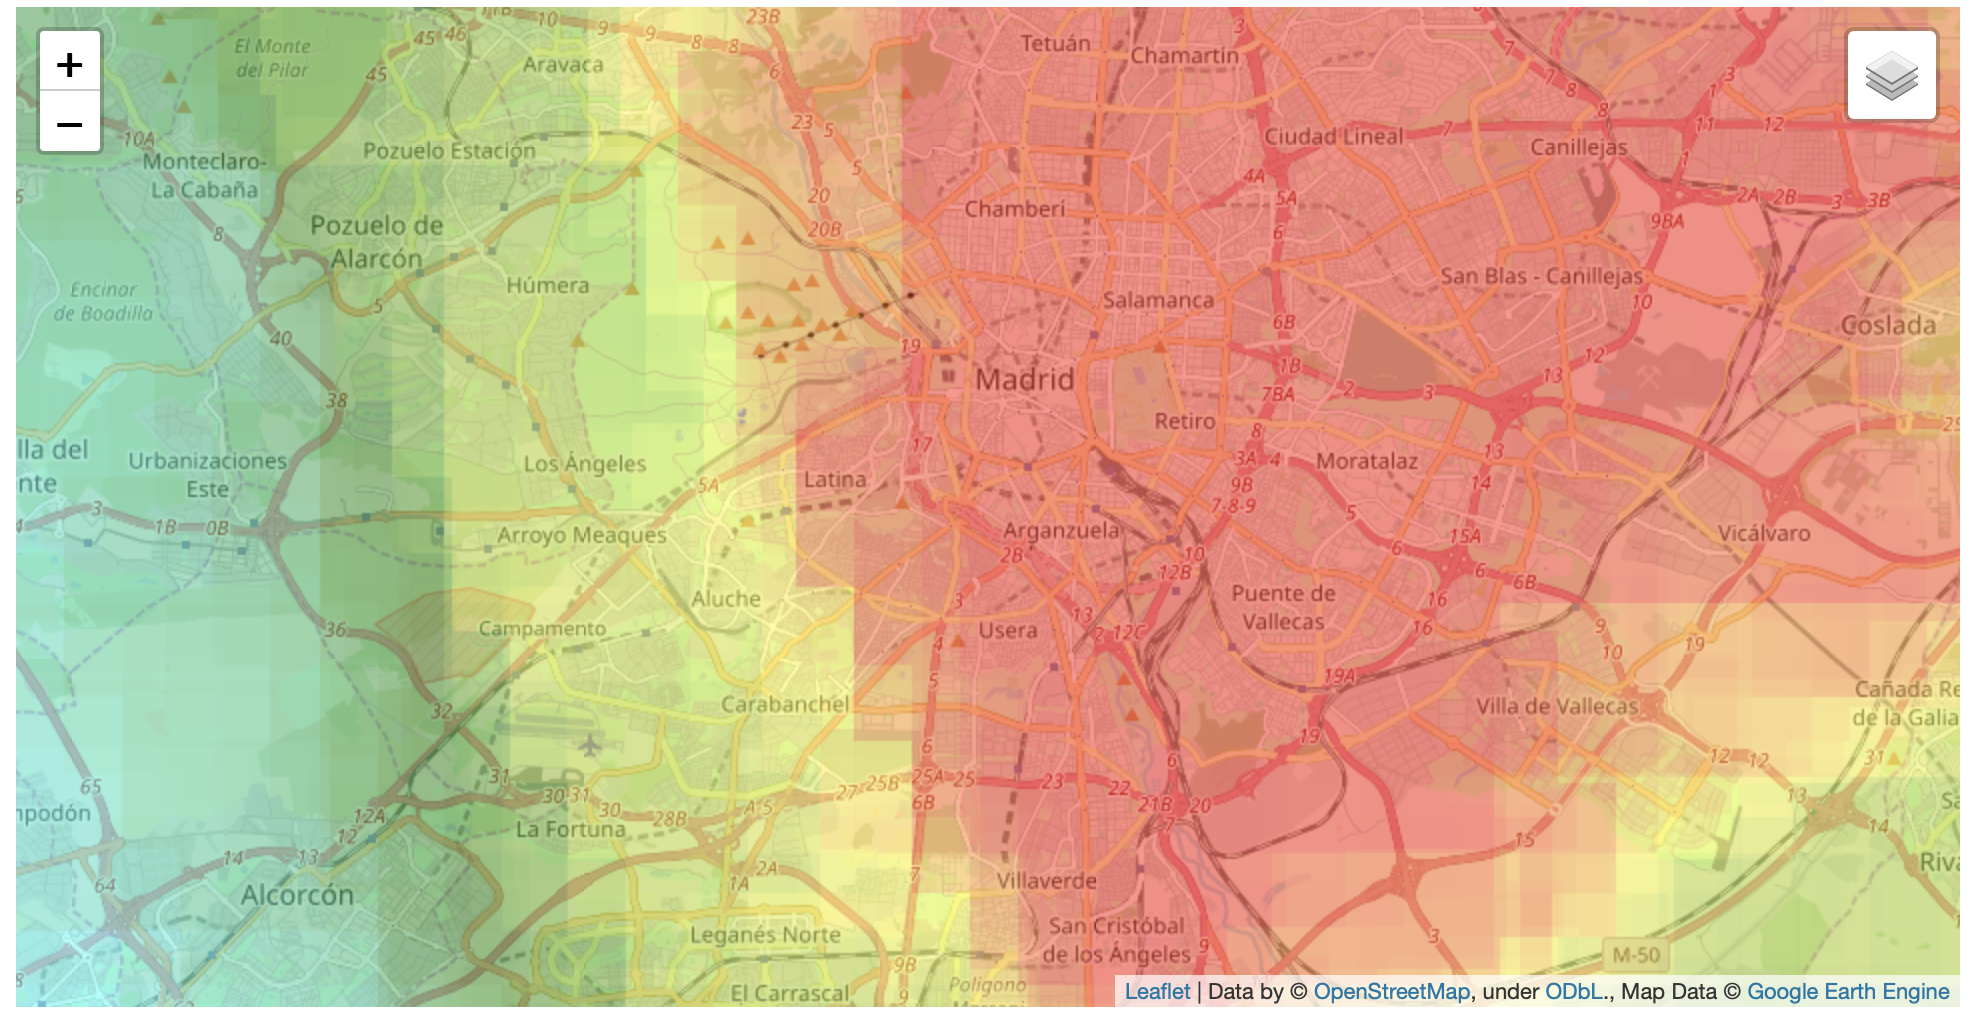 +
−
11B
10
9
9
8
8
23B
45
46
El Monte
del Pilar
Aravaca
45
6
Tetuán
Chamartín
3
7
7
8
8
3
1
10A
Monteclaro-
La Cabaña
Pozuelo Estación
23
5
5
Ciudad Lineal
7
Canillejas
11
12
1
4A
5A
2A
2B
3
3B
20
20B
Chamberí
6
9BA
8
Pozuelo de
Alarcón
5
Húmera
Encinar
de Boadilla
40
Salamanca
San Blas - Canillejas
10
6B
Coslada
19
Madrid
1B
2
3
13
12
7BA
38
Retiro
8
17
lla del
nte
Urbanizaciones
Este
Los Ángeles
Latina
5A
3A
4
Moratalaz
13
9B
14
7-8-9
29
4
3
1B
0B
Arroyo Meaques
Arganzuela
2B
10
12B
5
6
15A
6
6B
Vicálvaro
Aluche
3
13
Puente de
Vallecas
16
16
36
Campamento
Usera
4
2
12C
9
10
19
5
19A
32
Carabanchel
Villa de Vallecas
Cañada Re
de la Galia
6
6
19
12
12
31
65
31
30
31
30
28B
A-5
27
25B
25A
25
6B
23
22
21B
20
7
13
14
15
npodón
12A
12
13
14
La Fortuna
Sa
Riva
64
Alcorcón
2A
1A
7
Villaverde
Leganés Norte
San Cristóbal
de los Ángeles
9
3
M-50
9B
9
El Carrascal
Polígono
8
Leaflet | Data by © OpenStreetMap, under ODbL., Map Data © Google Earth Engine